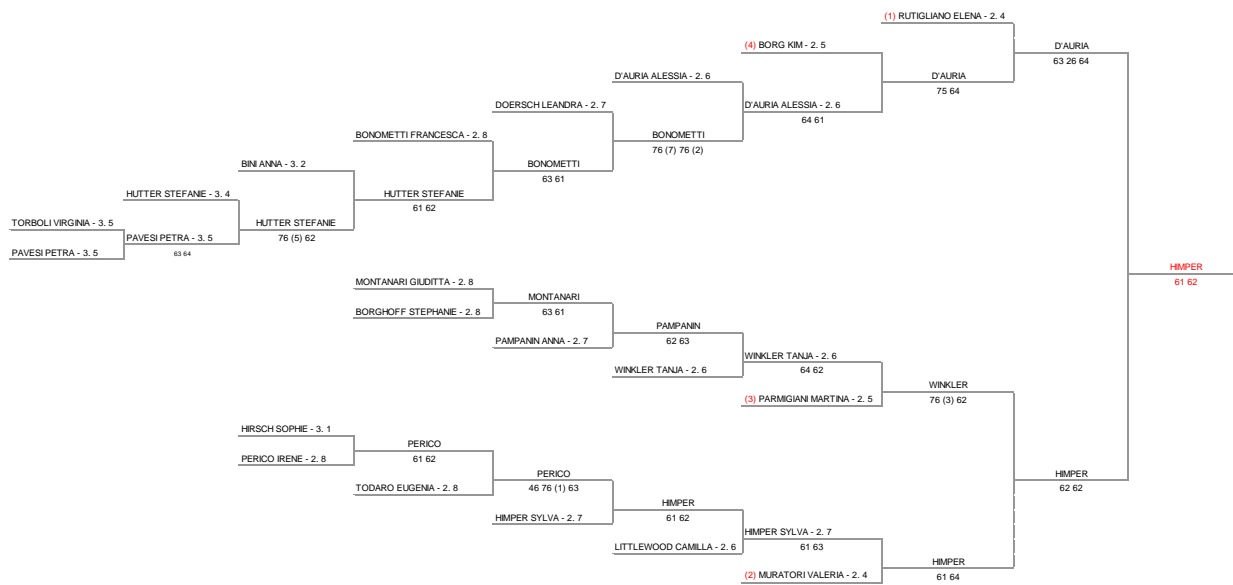 (1) RUTIGLIANO ELENA - 2. 4
(4) BORG KIM - 2. 5
D'AURIA
63 26 64
D'AURIA ALESSIA - 2. 6
D'AURIA
75 64
DOERSCH LEANDRA - 2. 7
D'AURIA ALESSIA - 2. 6
64 61
BONOMETTI FRANCESCA - 2. 8
BONOMETTI
76 (7) 76 (2)
BINI ANNA - 3. 2
BONOMETTI
63 61
HUTTER STEFANIE - 3. 4
HUTTER STEFANIE
61 62
TORBOLI VIRGINIA - 3. 5
HUTTER STEFANIE
76 (5) 62
PAVESI PETRA - 3. 5
63 64
PAVESI PETRA - 3. 5
HIMPER
61 62
MONTANARI GIUDITTA - 2. 8
MONTANARI
63 61
BORGHOFF STEPHANIE - 2. 8
PAMPANIN
62 63
PAMPANIN ANNA - 2. 7
WINKLER TANJA - 2. 6
64 62
WINKLER TANJA - 2. 6
WINKLER
76 (3) 62
(3) PARMIGIANI MARTINA - 2. 5
HIRSCH SOPHIE - 3. 1
PERICO
61 62
PERICO IRENE - 2. 8
PERICO
46 76 (1) 63
HIMPER
62 62
TODARO EUGENIA - 2. 8
HIMPER
61 62
HIMPER SYLVA - 2. 7
HIMPER SYLVA - 2. 7
61 63
LITTLEWOOD CAMILLA - 2. 6
HIMPER
61 64
(2) MURATORI VALERIA - 2. 4